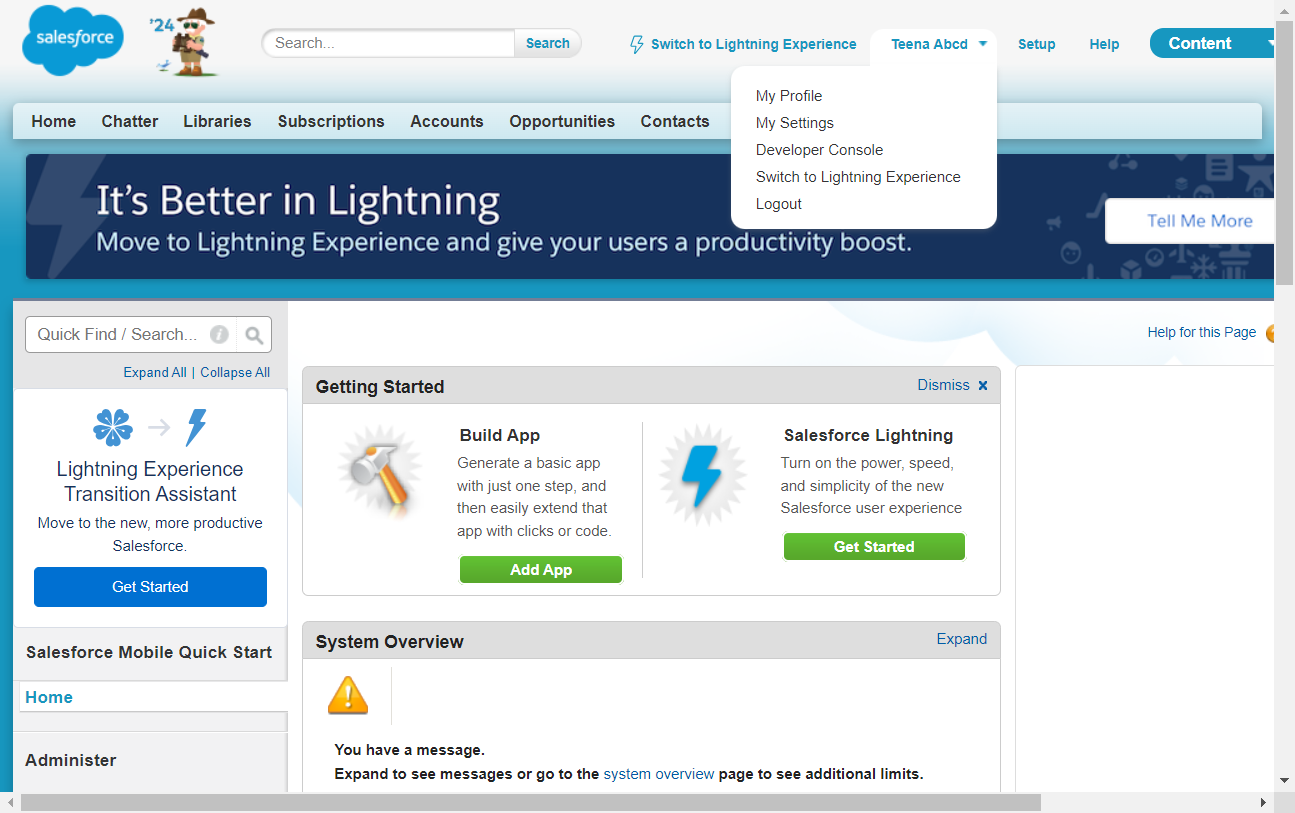 salesforce
'24
Search...
Search
Switch to Lightning Experience
Teena Abcd
Setup
Help
Content
My Profile
My Settings
Developer Console
Switch to Lightning Experience
Logout
Home
Chatter
Libraries
Subscriptions
Accounts
Opportunities
Contacts
It's Better in Lightning
Move to Lightning Experience and give your users a productivity boost.
Tell Me More
Quick Find / Search...
Expand All | Collapse All
Lightning Experience
Transition Assistant
Move to the new, more productive
Salesforce.
Get Started
Salesforce Mobile Quick Start
Home
Administer
Help for this Page
Getting Started
Dismiss
Build App
Generate a basic app
with just one step, and
then easily extend that
app with clicks or code.
Add App
Salesforce Lightning
Turn on the power, speed,
and simplicity of the new
Salesforce user experience
Get Started
System Overview
Expand
You have a message.
Expand to see messages or go to the system overview page to see additional limits.